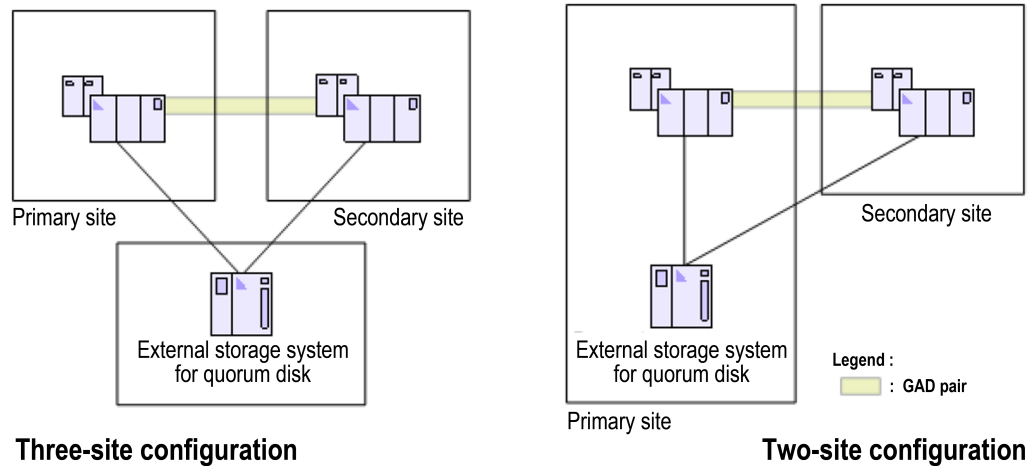 Primary site
Secondary site
External storage system
for quorum disk
Three-site configuration
Secondary site
External storage system
for quorum disk
Legend :
: GAD pair
Primary site
Two-site configuration